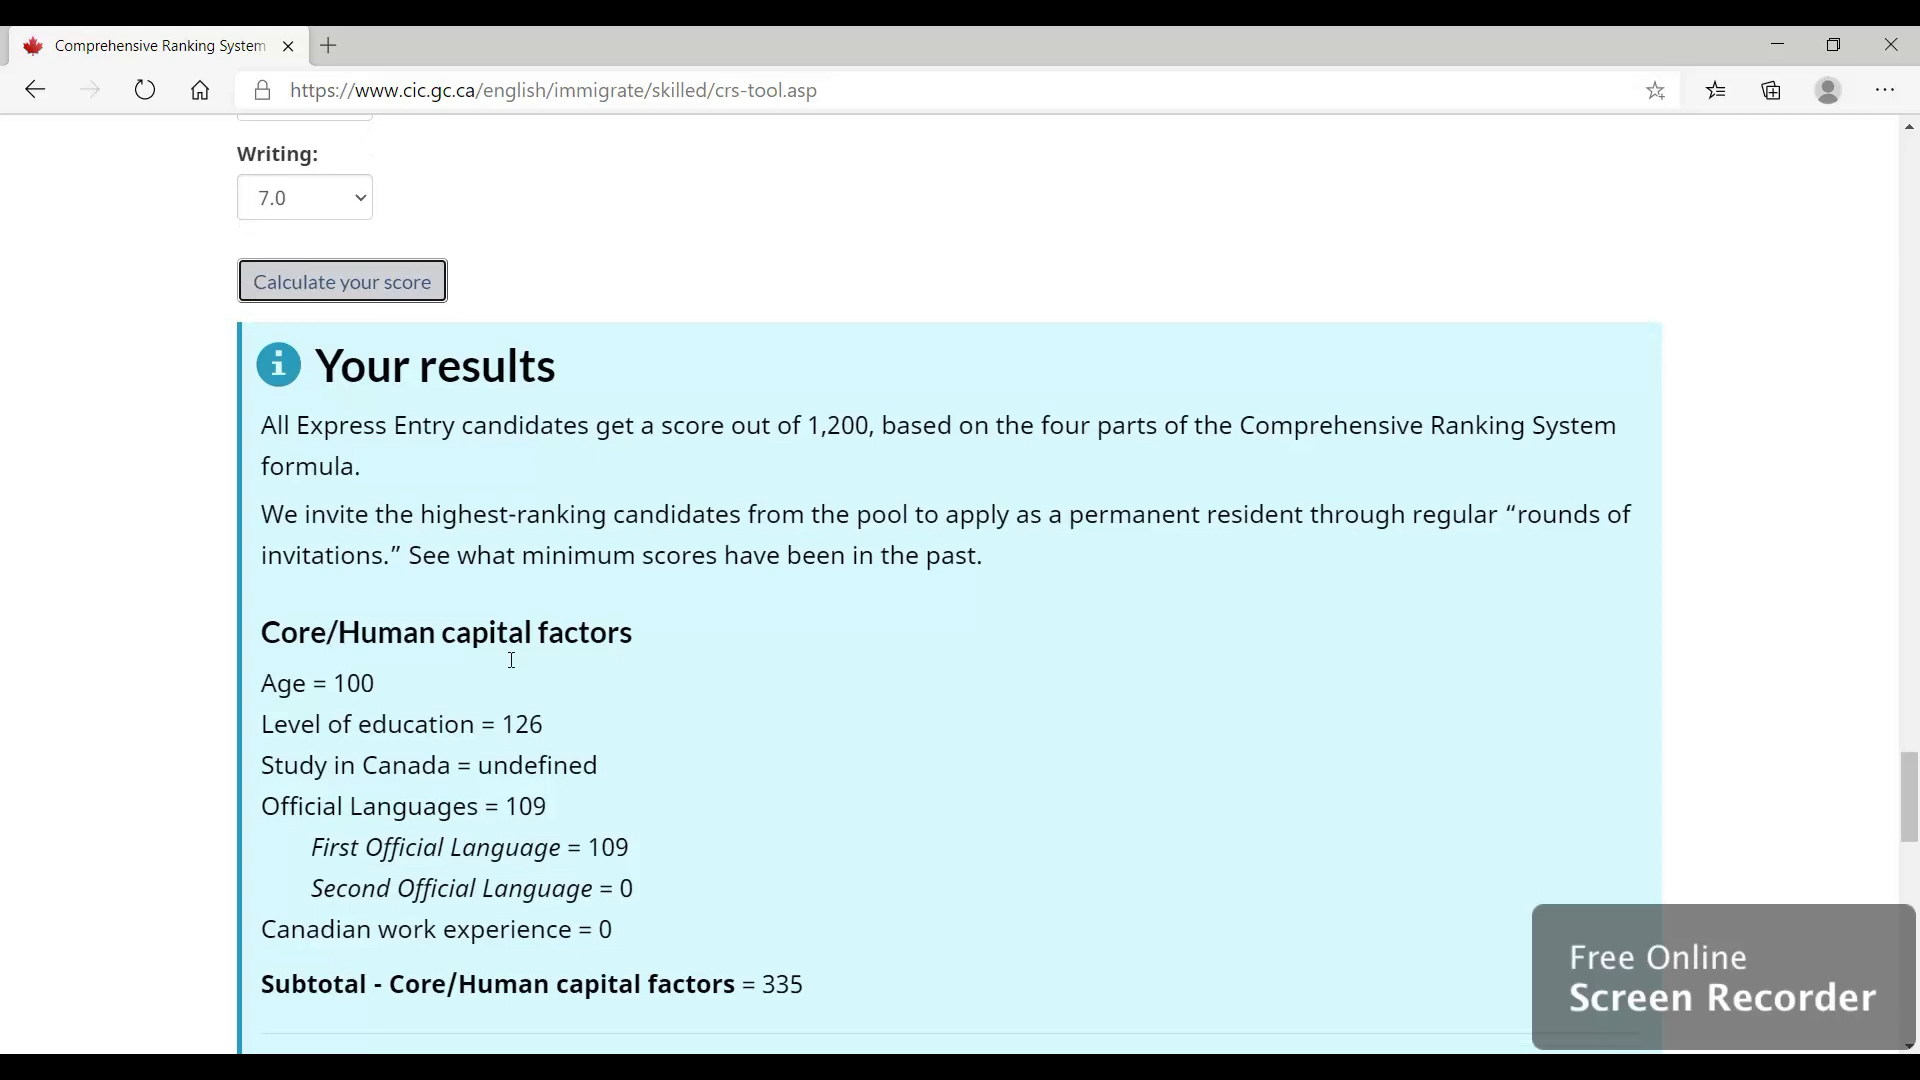 Comprehensive Ranking System
https://www.cic.gc.ca/english/immigrate/skilled/crs-tool.asp
Writing:
7.0
Calculate your score
Your results
All Express Entry candidates get a score out of 1,200, based on the four parts of the Comprehensive Ranking System
formula.
We invite the highest-ranking candidates from the pool to apply as a permanent resident through regular “rounds of
invitations.” See what minimum scores have been in the past.
Core/Human capital factors
Age = 100
Level of education = 126
Study in Canada = undefined
Official Languages = 109
First Official Language = 109
Second Official Language = 0
Canadian work experience = 0
Subtotal - Core/Human capital factors = 335
Free Online
Screen Recorder